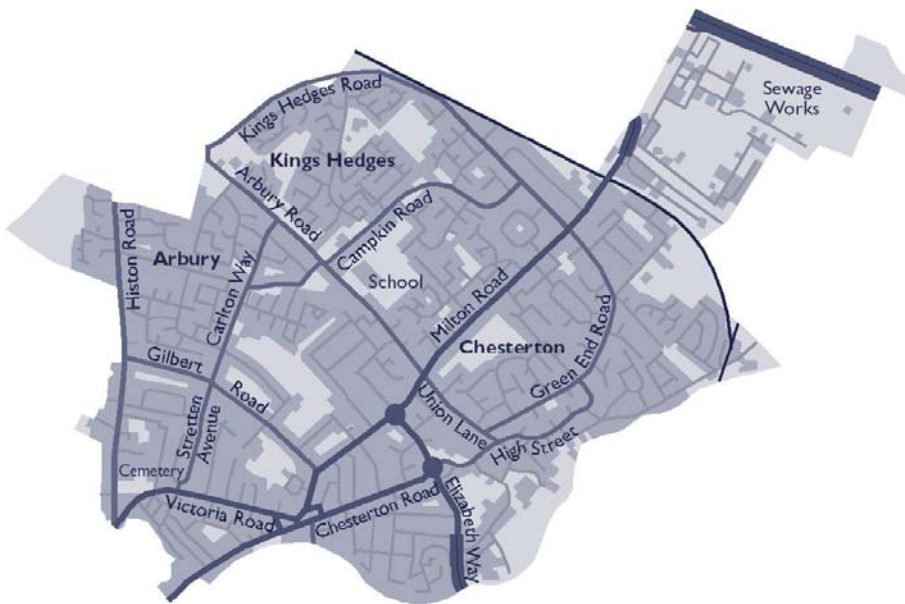 Sewage
Works
Kings Hedges Road
Kings Hedges
Arbury Road
Campkin Road
Histon Road
Arbury
Carlton Way
School
Milton Road
Chesterton
Green End Road
Gilbert
Road
Stretten
Avenue
Union Lane
High Street
Cemetery
Victoria Road
Chesterton Road
Elizabeth Way